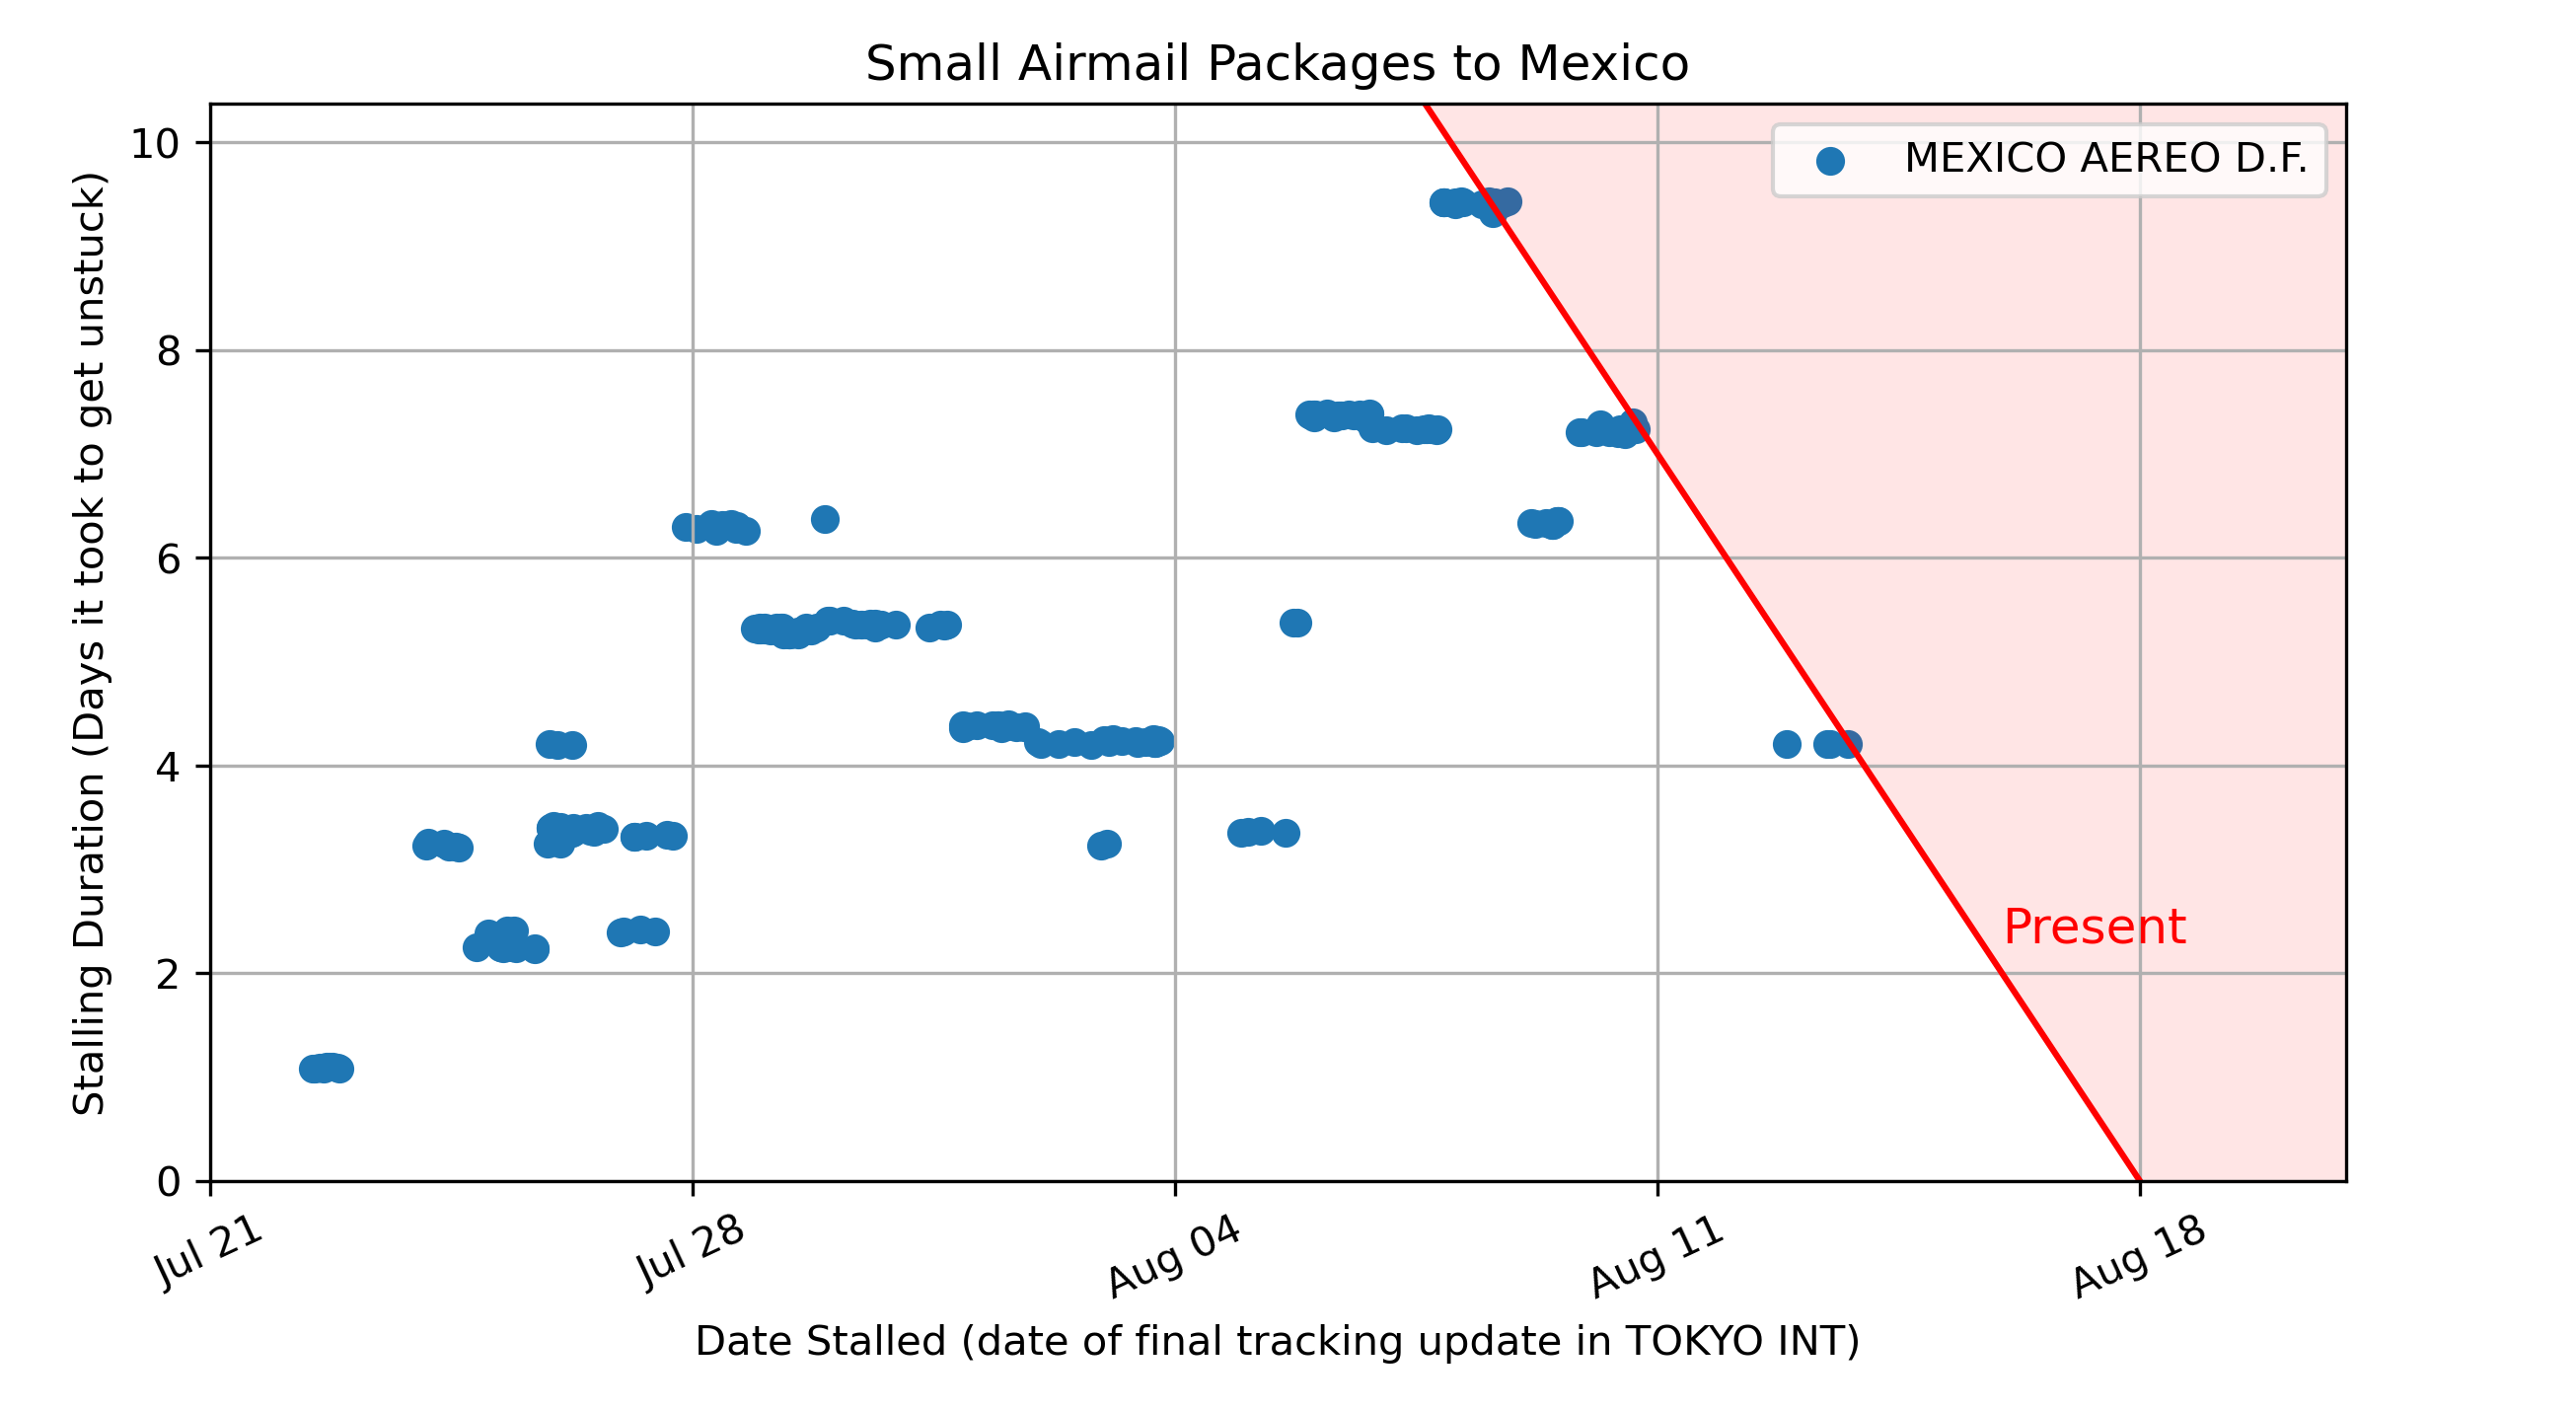 Small Airmail Packages to Mexico
Stalling Duration (Days it took to get unstuck)
10
8
6
4
2
0
MEXICO AEREO D.F.
Present
Jul 21
Jul 28
Aug 04
Aug 11
Aug 18
Date Stalled (date of final tracking update in TOKYO INT)